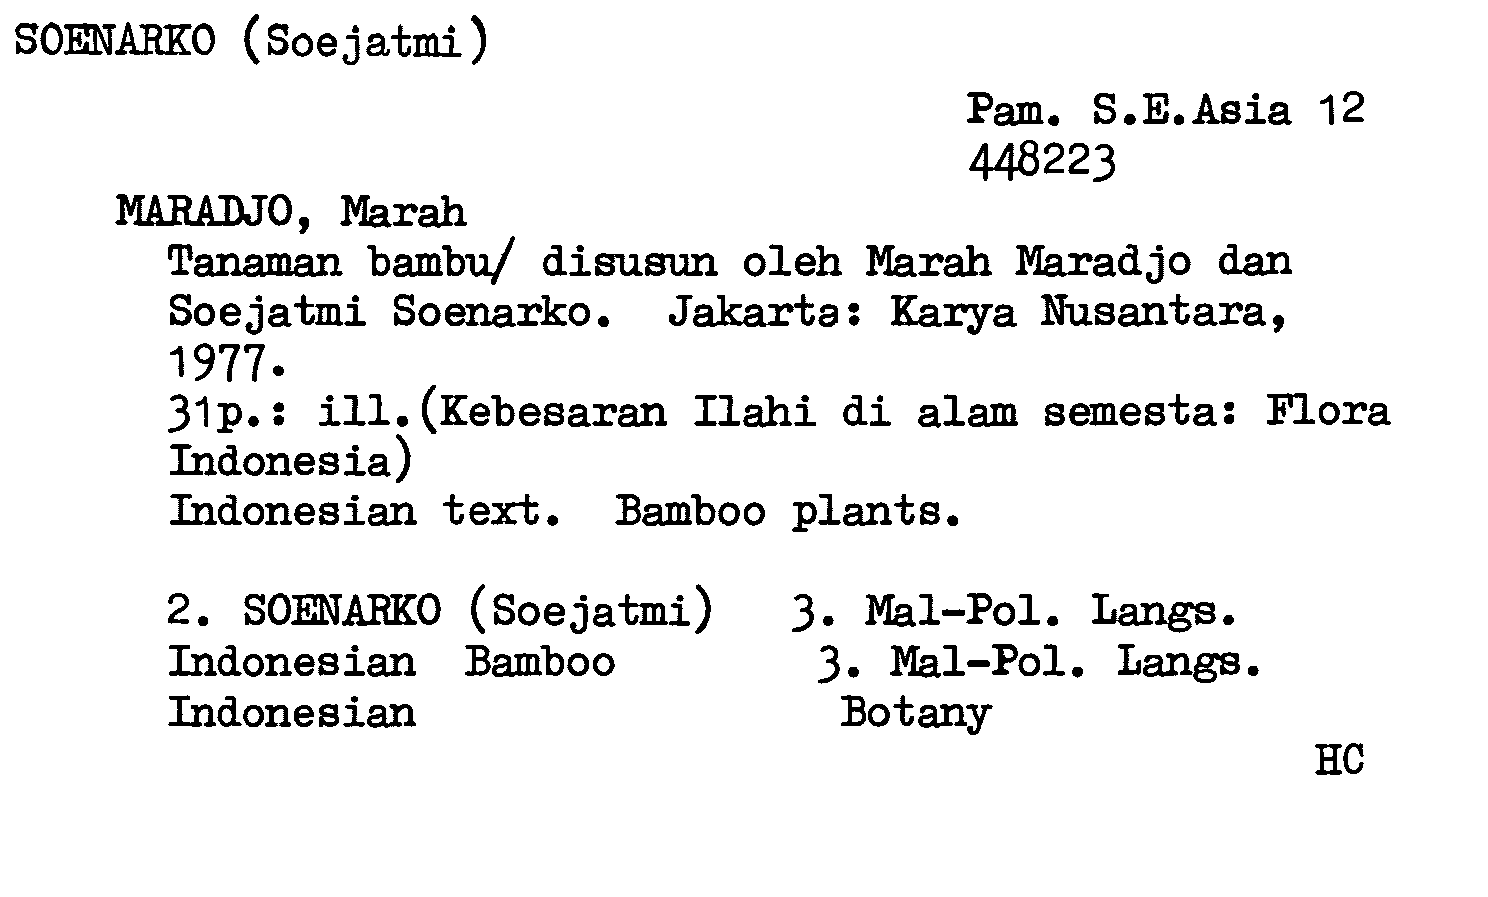 SOENARKO (Soejatmi)
Pam. S.E.Asia 12
448223
MARADJO, Marah
Tanaman bambu/ disusun oleh Marah Maradjo dan
Soejatmi Soenarko. Jakarta: Karya Nusantara,
1977.
31p.: ill.(Kebesaran Ilahi di alam semesta: Flora
Indonesia)
Indonesian text. Bamboo plants.
2. SOENARKO (Soejatmi) 3. Mal-Pol. Langs.
Indonesian Bamboo 3. Mal-Pol. Langs.
Indonesian Botany
HC